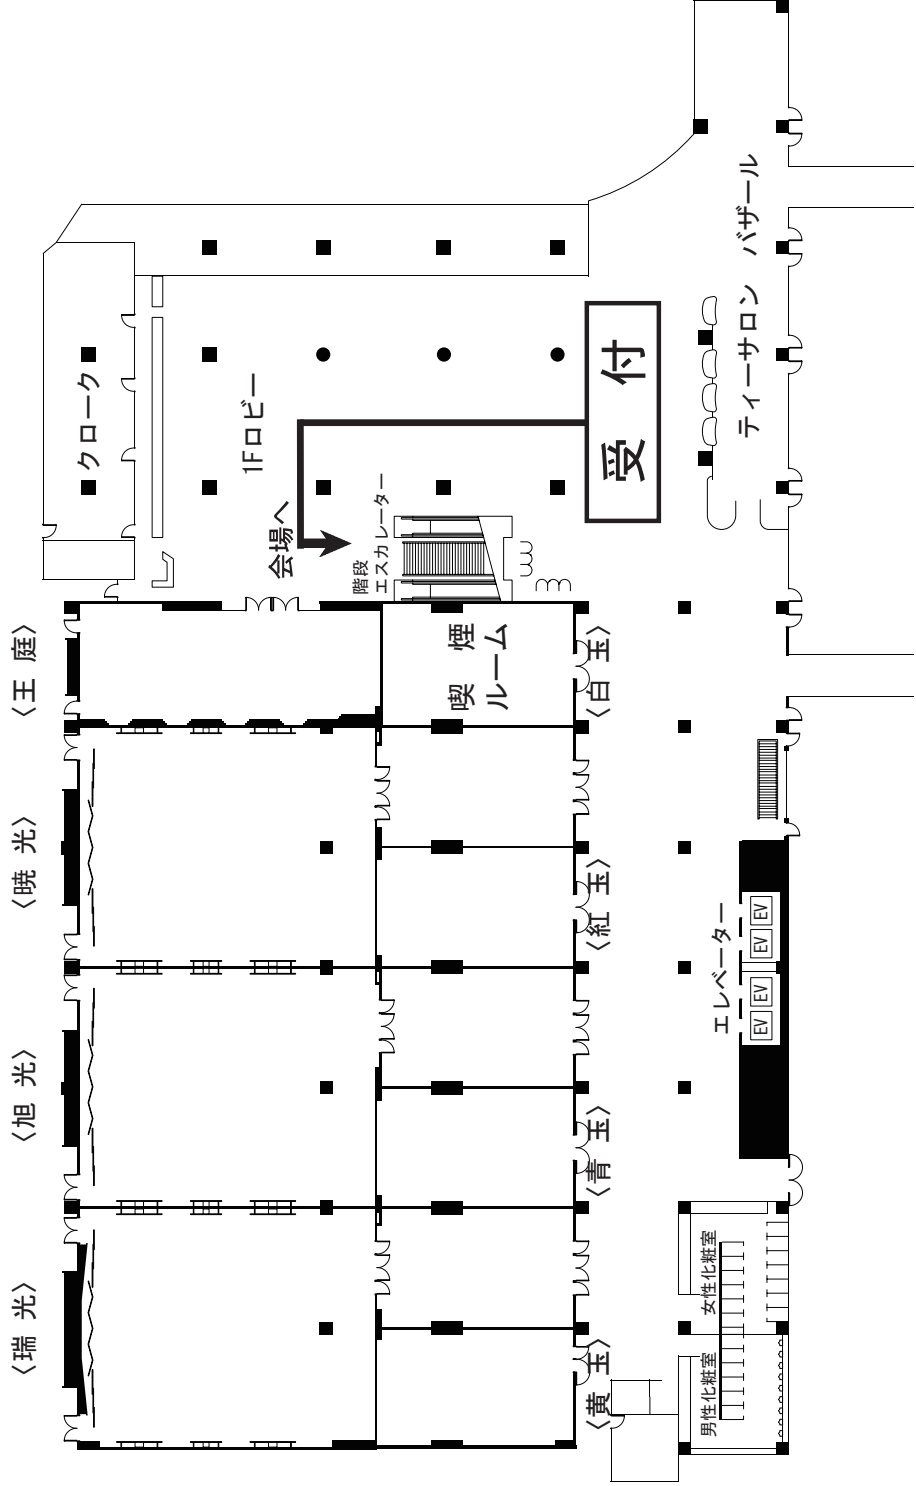 〈瑞 光〉
〈旭 光〉
〈暁 光〉
〈王 庭〉
クローク
1Fロビー
会場へ
階段
エスカレーター
喫 煙
ルーム
〈黄 玉〉
〈青 玉〉
〈紅 玉〉
〈白 玉〉
受 付
男性化粧室
女性化粧室
エレベーター
ティーサロン バザール
EV
EV
EV
EV